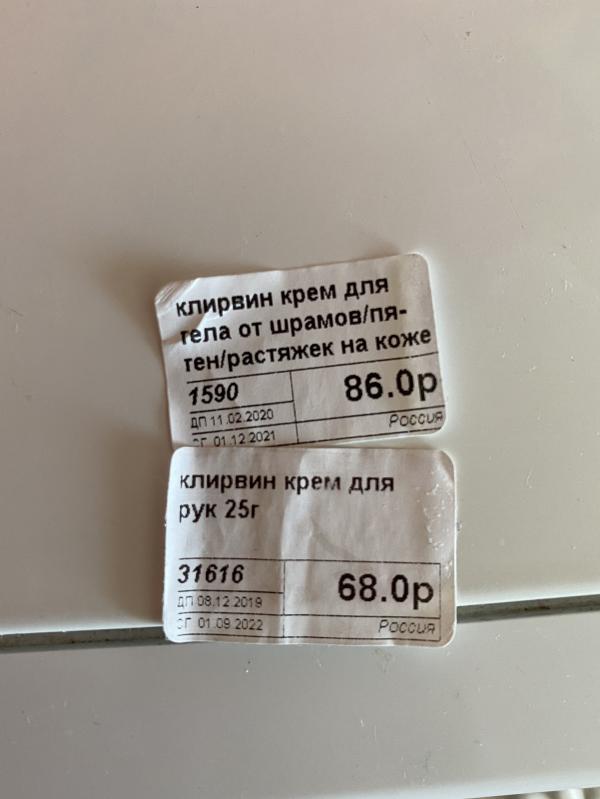 клирвин крем для
тела от шрамов/пя-
тен/растяжек на коже
1590
86.0р
ДП 11.02.2020
Россия
СГ 01.12.2021
клирвин крем для
рук 25г
31616
68.0р
ДП 08.12.2019
СГ 01.09.2022
Россия